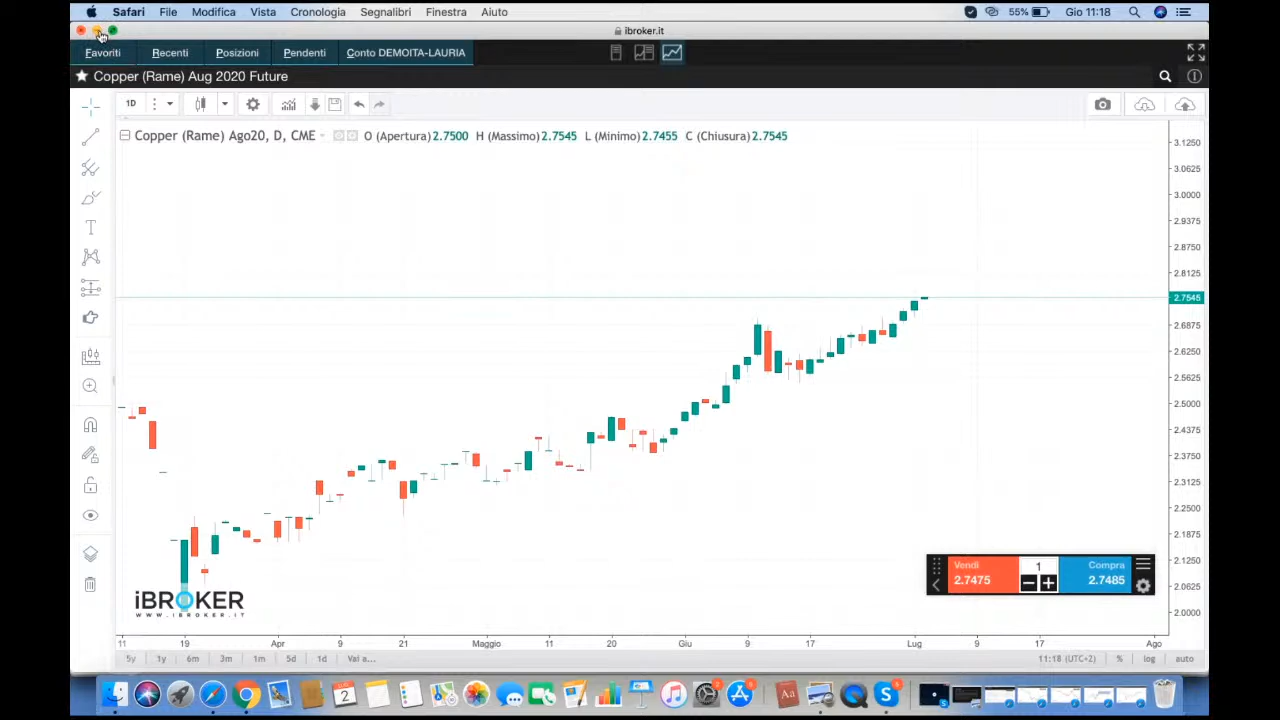 Safari File Modifica Vista Cronologia Segnalibri Finestra Aiuto 55% Gio 11:18
ibroker.it
Favoriti Recenti Posizioni Pendenti Conto DEMOITA-LAURIA
Copper (Rame) Aug 2020 Future
1D
Copper (Rame) Ago20, D, CME O (Apertura) 2.7500 H (Massimo) 2.7545 L (Minimo) 2.7455 C (Chiusura) 2.7545
3.1250
3.0625
3.0000
2.9375
2.8750
2.8125
2.7545
2.6875
2.6250
2.5625
2.5000
2.4375
2.3750
2.3125
2.2500
2.1875
2.1250
2.0625
2.0000
Vendi 1 Compra
2.7475 2.7485
iBROKER
WWW.IBROKER.IT
11 19 Apr 9 21 Maggio 11 20 Giu 9 17 Lug 9 17 Ago
5y 1y 6m 3m 1m 5d 1d Vai a... 11:18 (UTC+2) % log auto